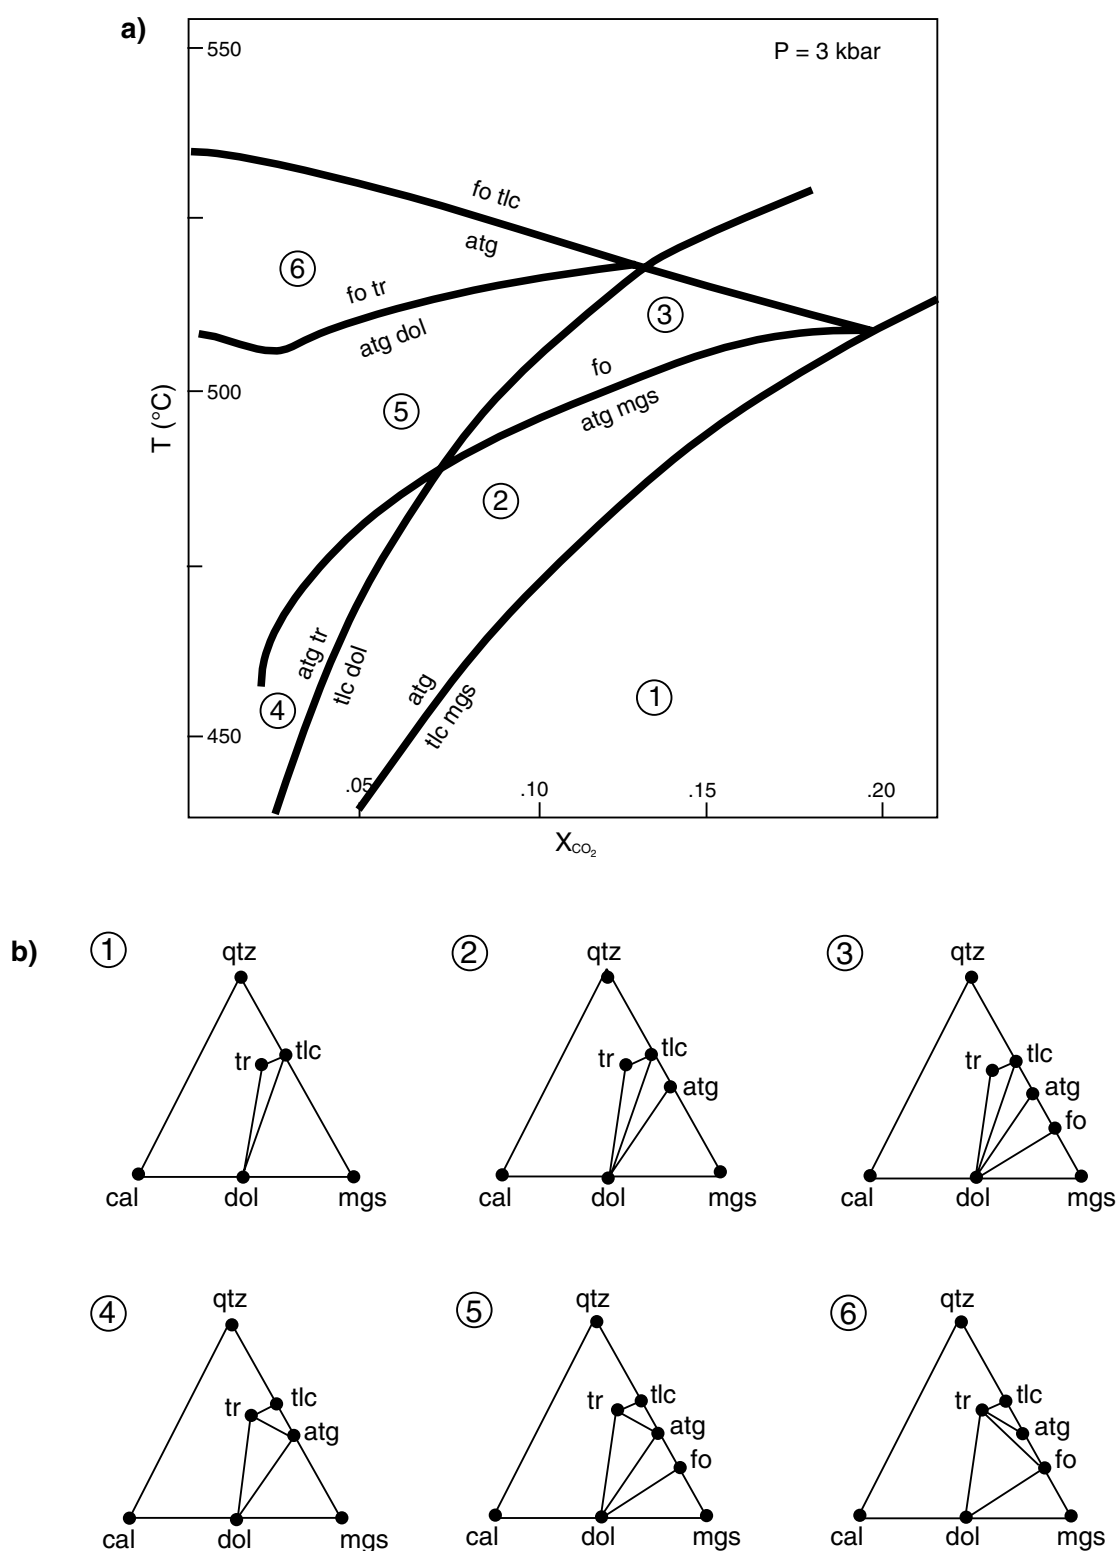 a)
550
P = 3 kbar
fo tlc
atg
6
fo tr
atg dol
3
fo
atg mgs
500
T (°C)
5
2
atg tr
tlc dol
atg
tlc mgs
4
1
450
.05
.10
.15
.20
XCO2
b)
1
2
3
qtz
qtz
qtz
tr
tlc
tr
tlc
atg
tr
tlc
atg
fo
cal
dol
mgs
cal
dol
mgs
cal
dol
mgs
4
5
6
qtz
qtz
qtz
tr
tlc
atg
tr
tlc
atg
fo
tr
tlc
atg
fo
cal
dol
mgs
cal
dol
mgs
cal
dol
mgs